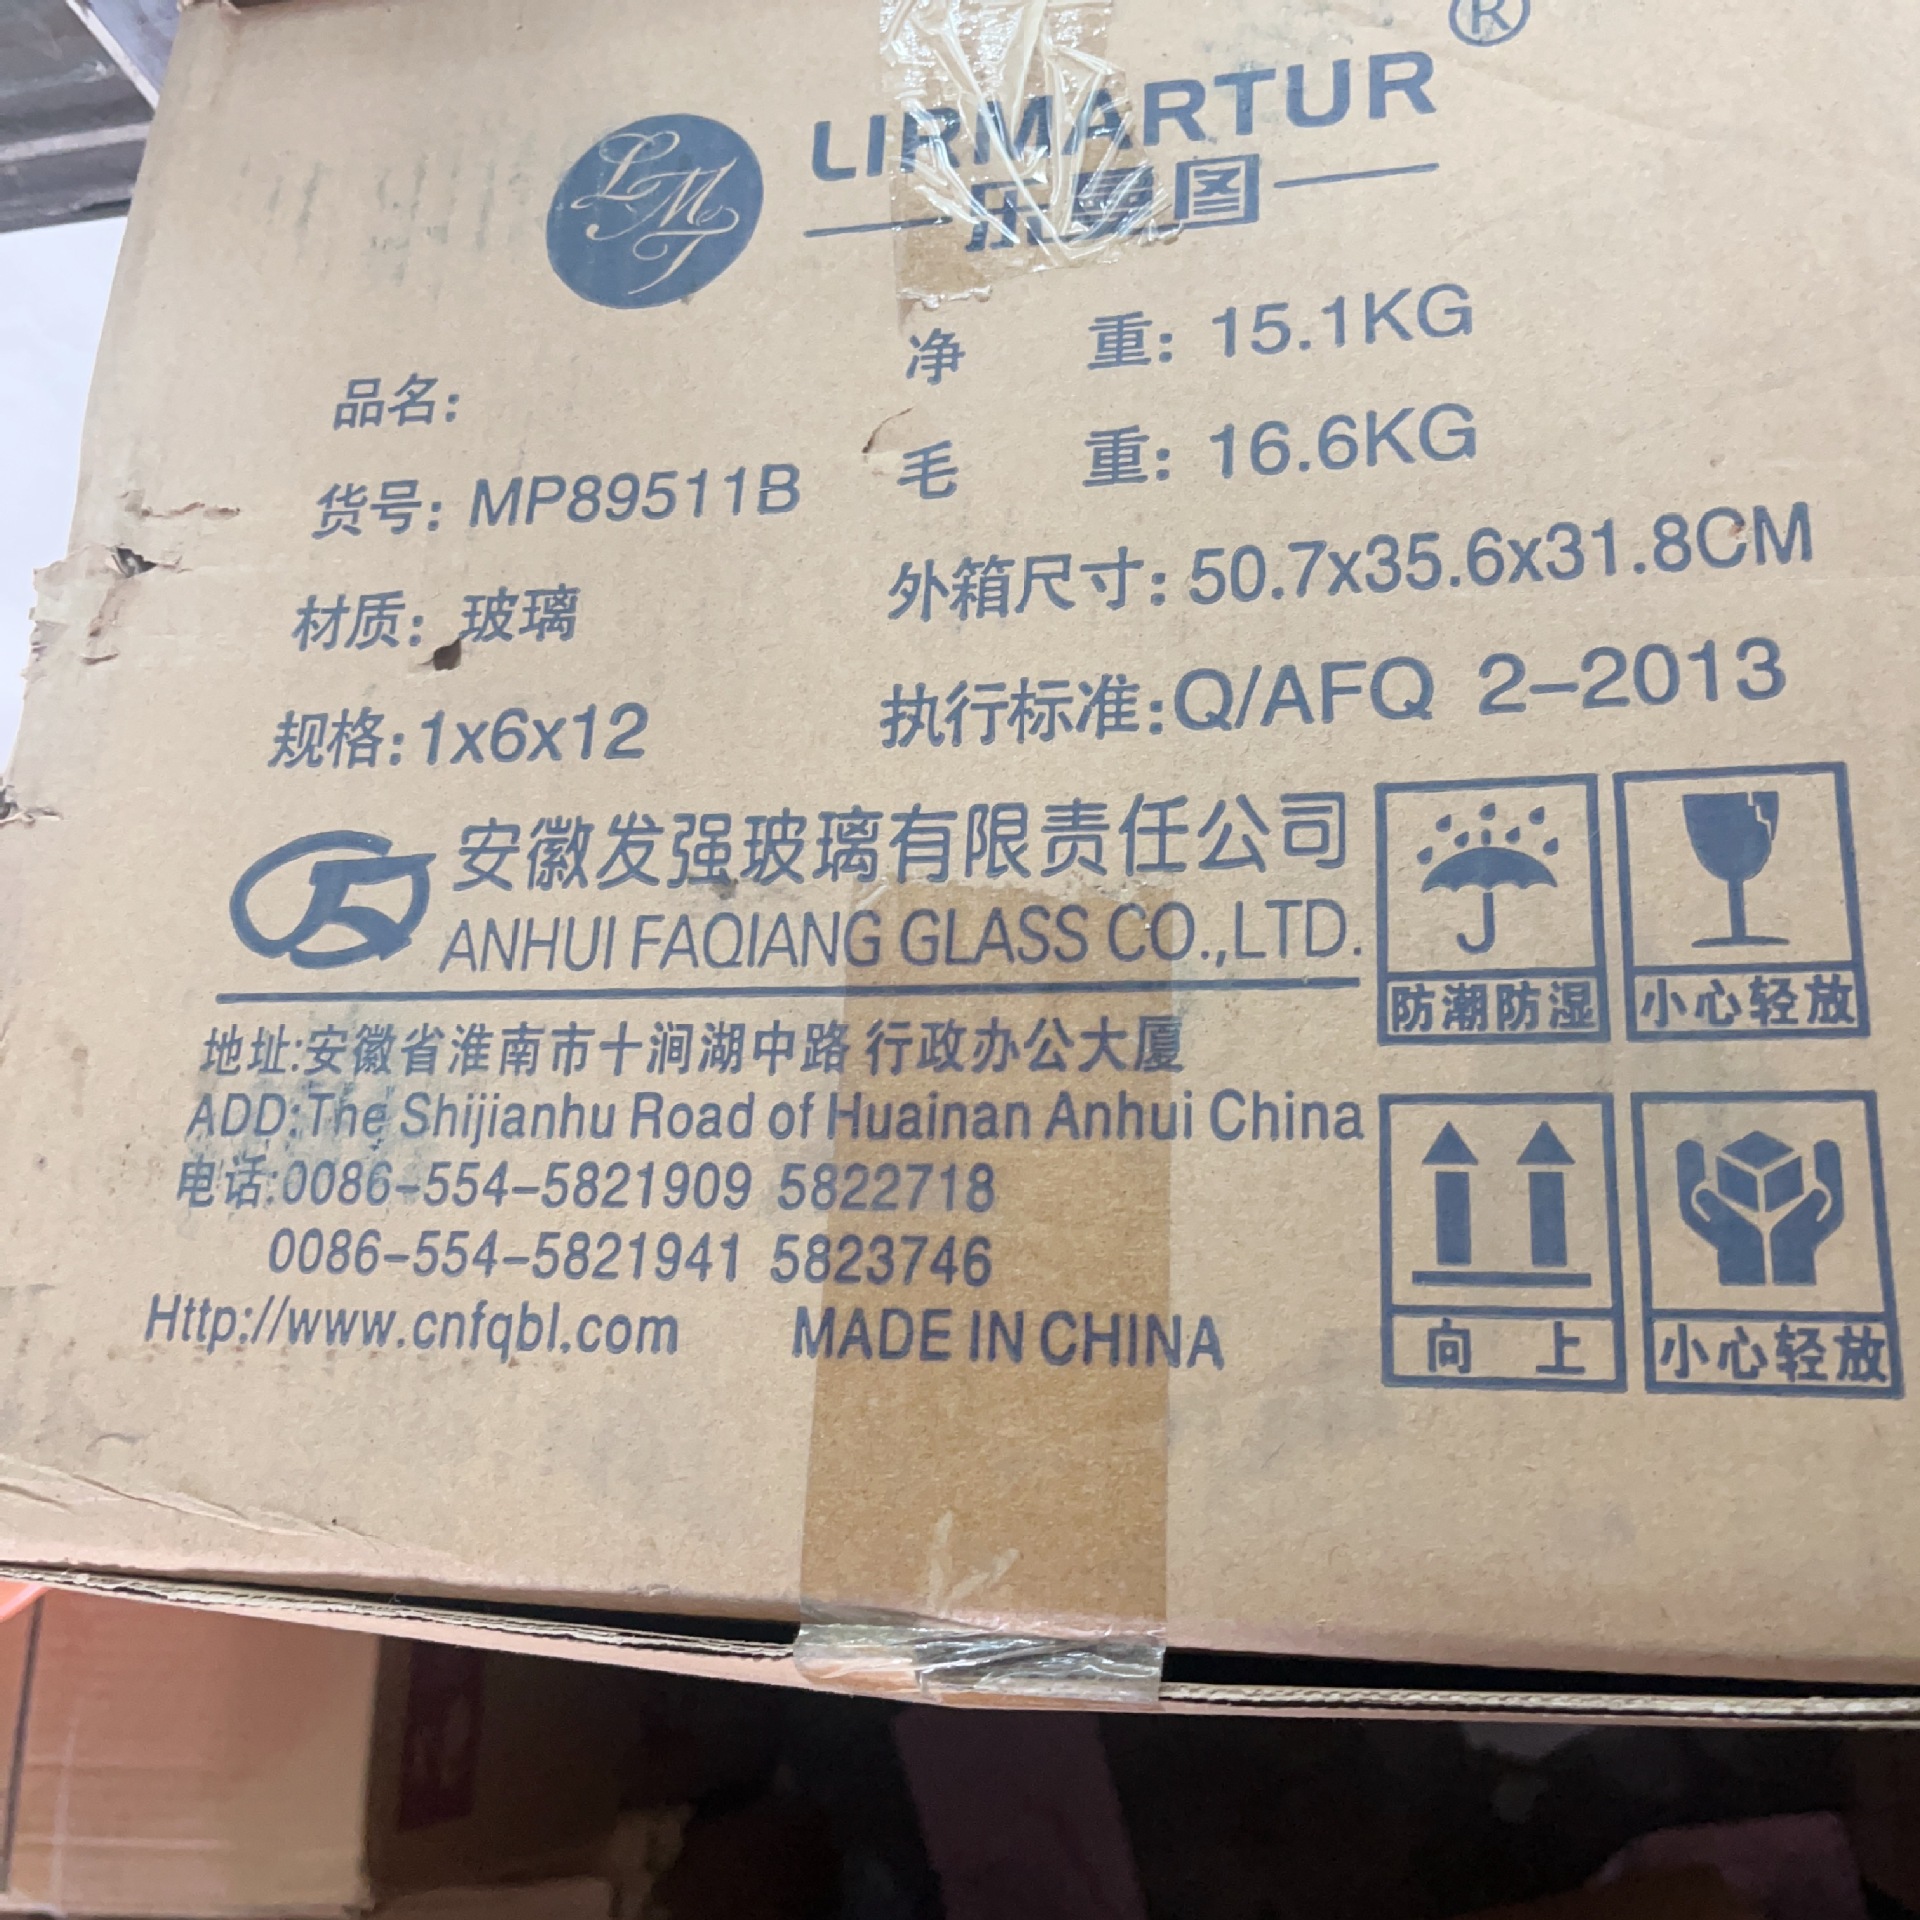 ®
LMT
LIRMARTUR
乐曼图
品名:
净 重: 15.1KG
货号: MP89511B
毛 重: 16.6KG
材质: 玻璃
外箱尺寸: 50.7x35.6x31.8CM
规格: 1x6x12
执行标准: Q/AFQ 2-2013
安徽发强玻璃有限责任公司
ANHUI FAQIANG GLASS CO.,LTD.
地址:安徽省淮南市十涧湖中路 行政办公大厦
ADD:The Shijianhu Road of Huainan Anhui China
电话:0086-554-5821909 5822718
0086-554-5821941 5823746
Http://www.cnfqbl.com MADE IN CHINA
防潮防湿
小心轻放
向 上
小心轻放